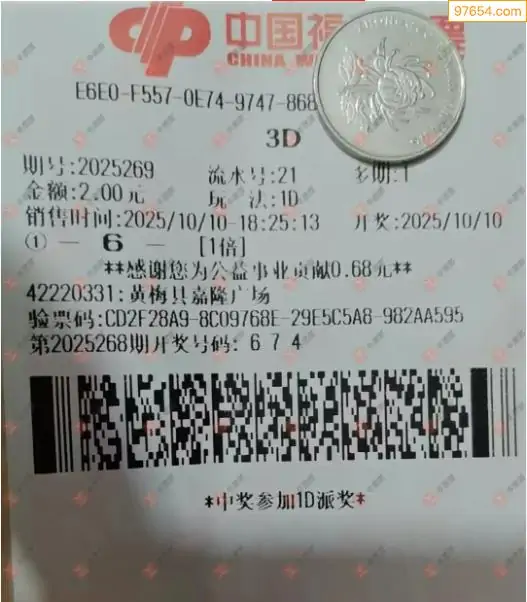 97654.com
中国福
票
CHINA W
E6E0-F557-0E74-9747-868
3D
期号:2025269 流水号:21 多期:1
金额:2.00元 玩 法:1D
销售时间:2025/10/10-18:25:13 开奖:2025/10/10
① — 6 — [1倍]
**感谢您为公益事业贡献0.68元**
42220331:黄梅县嘉隆广场
验票码:CD2F28A9-8C09768E-29E5C5A8-982AA595
第2025268期开奖号码: 6 7 4
*中奖参加1D派奖*